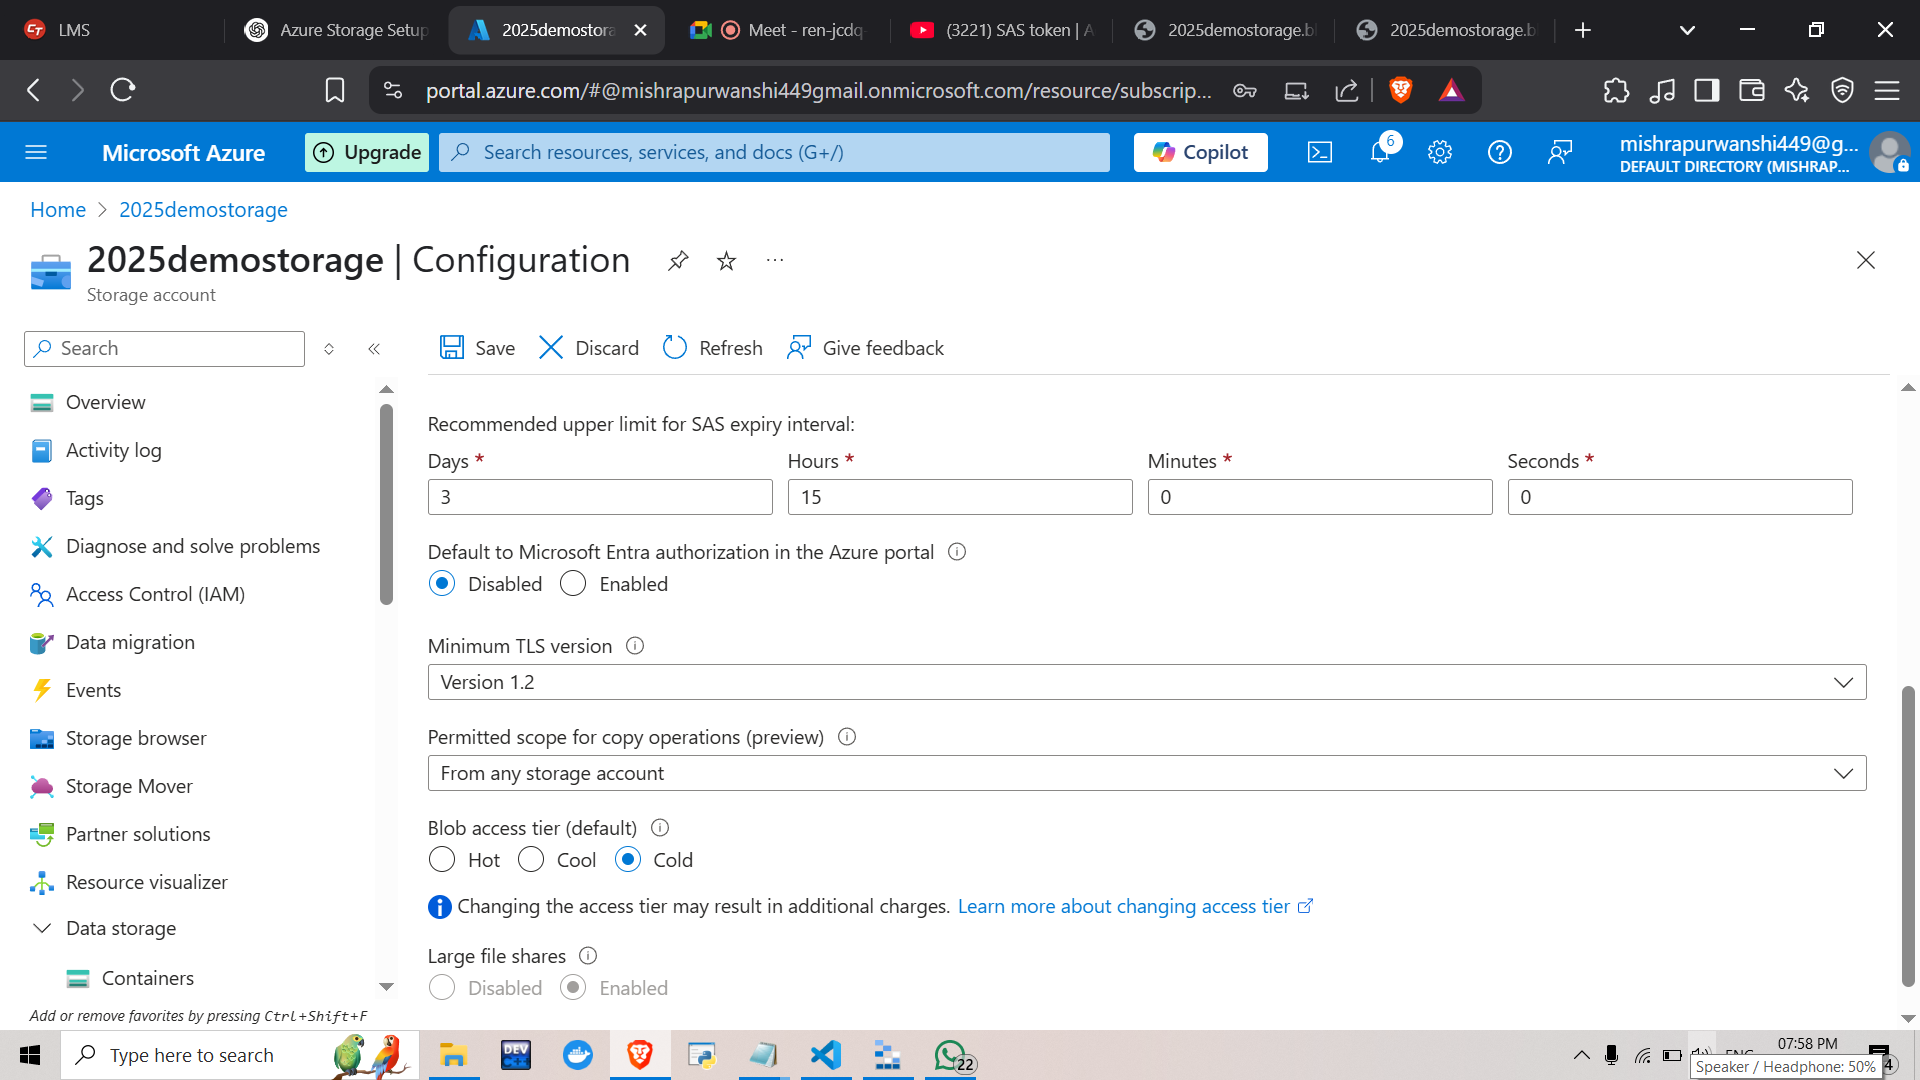 LMS
Azure Storage Setup
2025demostora
Meet - ren-jcdq-
(3221) SAS token | A
2025demostorage.bl
2025demostorage.b
portal.azure.com/#@mishrapurwanshi449gmail.onmicrosoft.com/resource/subscrip...
Microsoft Azure
Upgrade
Search resources, services, and docs (G+/)
Copilot
6
mishrapurwanshi449@g...
DEFAULT DIRECTORY (MISHRAP...
Home > 2025demostorage
2025demostorage | Configuration
Storage account
Search
Save
Discard
Refresh
Give feedback
Overview
Activity log
Tags
Diagnose and solve problems
Access Control (IAM)
Data migration
Events
Storage browser
Storage Mover
Partner solutions
Resource visualizer
Data storage
Containers
Add or remove favorites by pressing Ctrl+Shift+F
Recommended upper limit for SAS expiry interval:
Days * Hours * Minutes * Seconds *
3 15 0 0
Default to Microsoft Entra authorization in the Azure portal
Disabled Enabled
Minimum TLS version
Version 1.2
Permitted scope for copy operations (preview)
From any storage account
Blob access tier (default)
Hot Cool Cold
Changing the access tier may result in additional charges. Learn more about changing access tier
Large file shares
Disabled Enabled
Type here to search
DEV
C++
22
07:58 PM
Speaker / Headphone: 50%
4